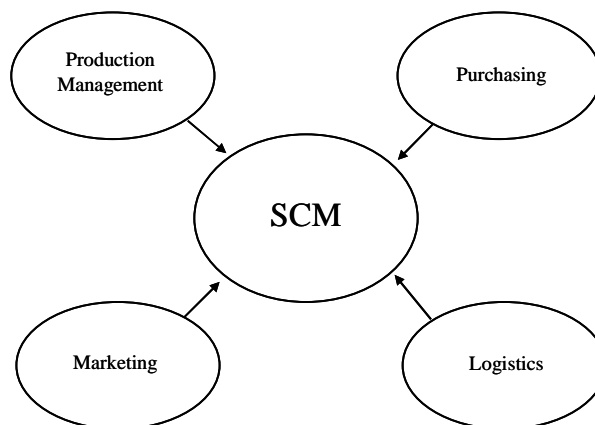 Production
Management
Purchasing
SCM
Marketing
Logistics